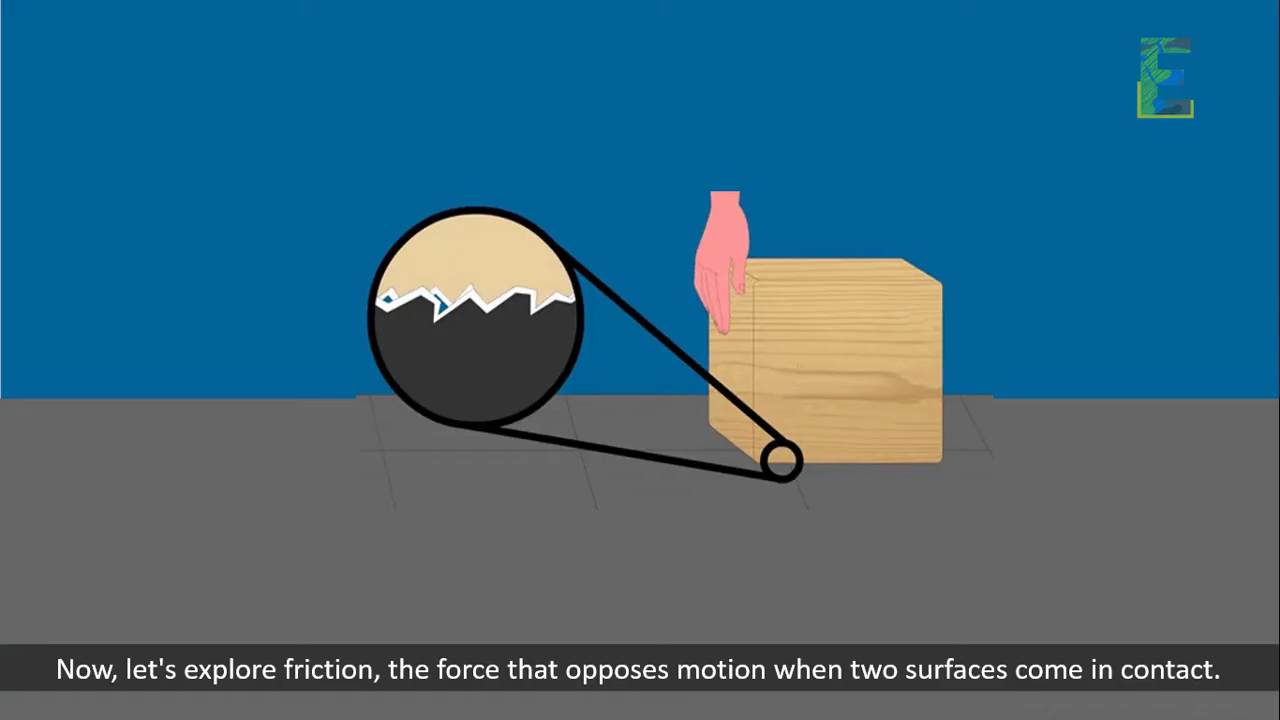 E
Now, let's explore friction, the force that opposes motion when two surfaces come in contact.